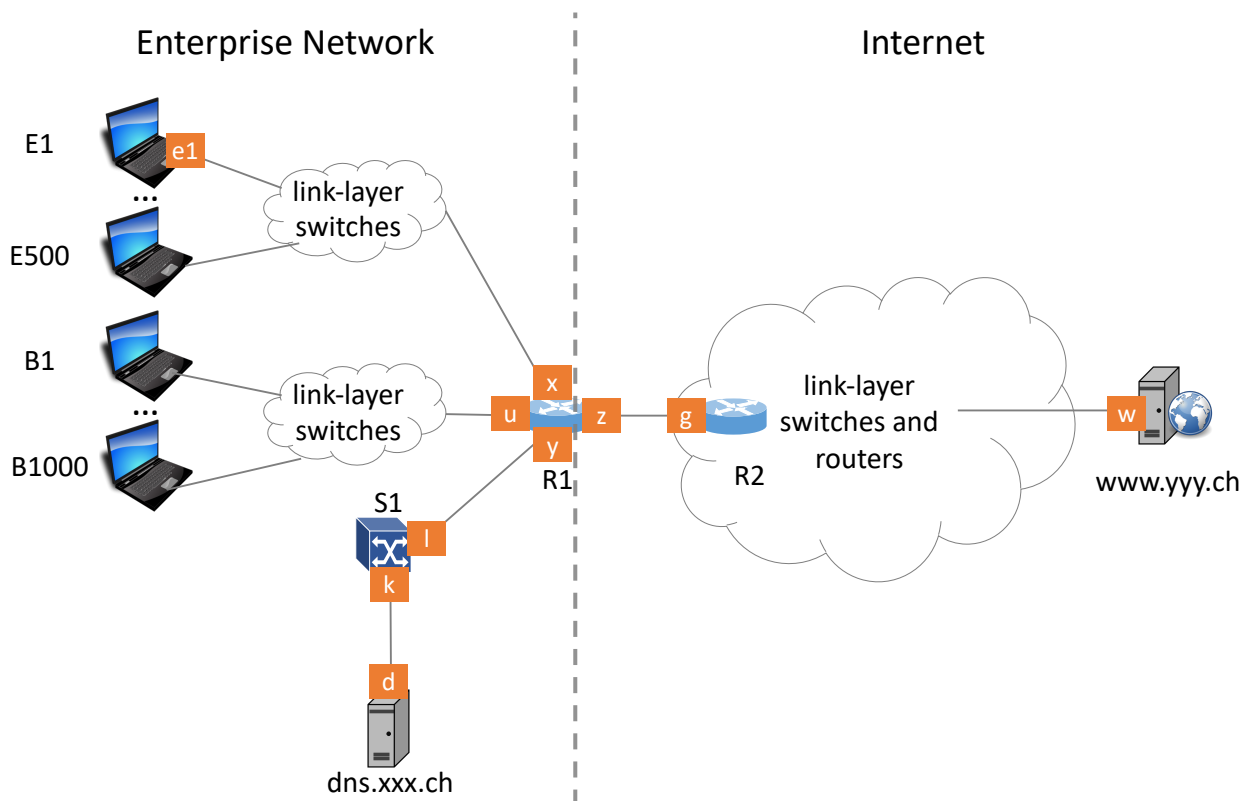 Enterprise Network
Internet
E1
e1
...
E500
link-layer
switches
B1
...
B1000
link-layer
switches
x
u
z
y
R1
g
R2
link-layer
switches and
routers
w
www.yyy.ch
S1
l
k
d
dns.xxx.ch